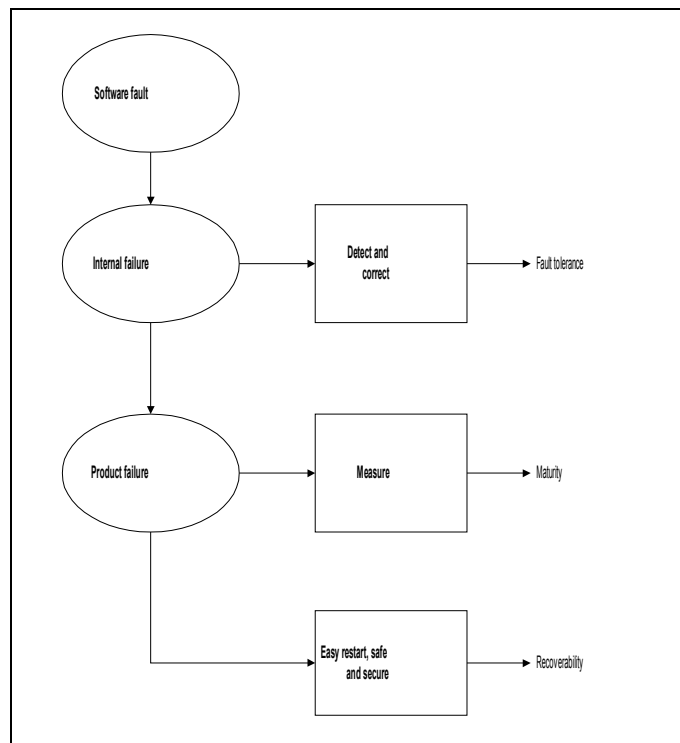 Software fault
Internal failure
Detect and
correct
Fault tolerance
Product failure
Measure
Maturity
Easy restart, safe
and secure
Recoverability